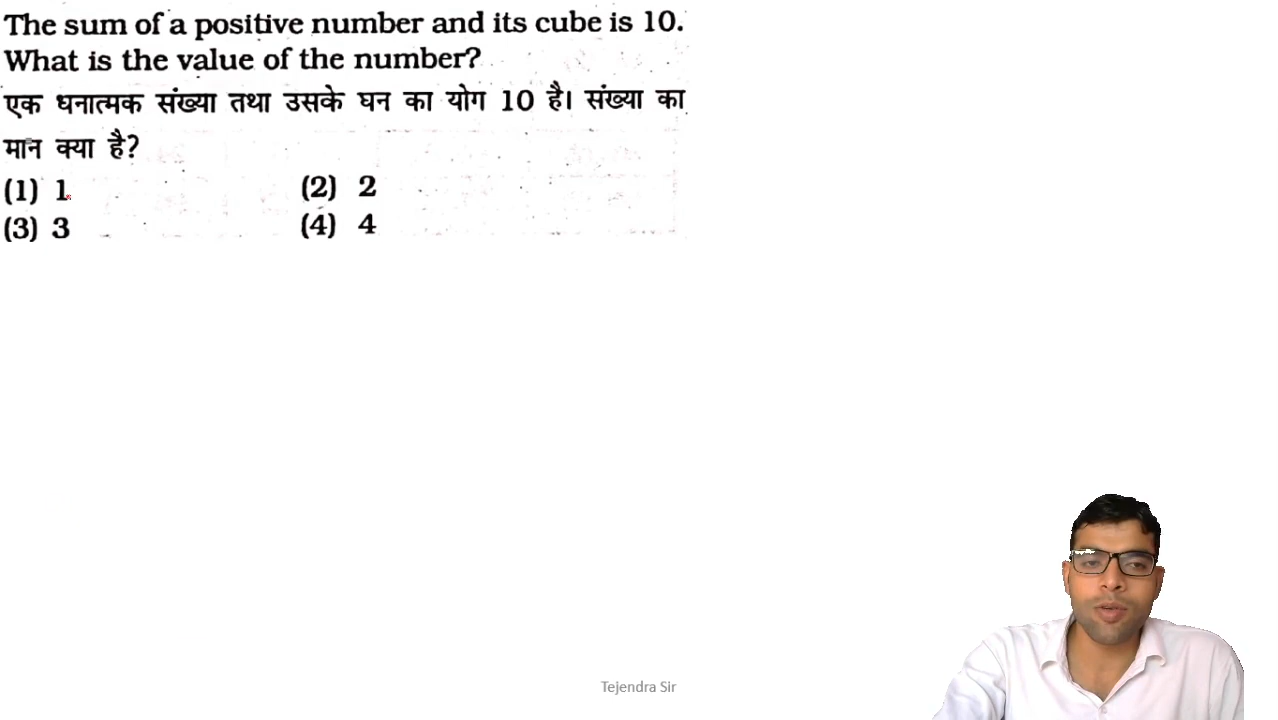 The sum of a positive number and its cube is 10.
What is the value of the number?
एक धनात्मक संख्या तथा उसके घन का योग 10 है। संख्या का
मान क्या है?
(1) 1 (2) 2
(3) 3 (4) 4
Tejendra Sir